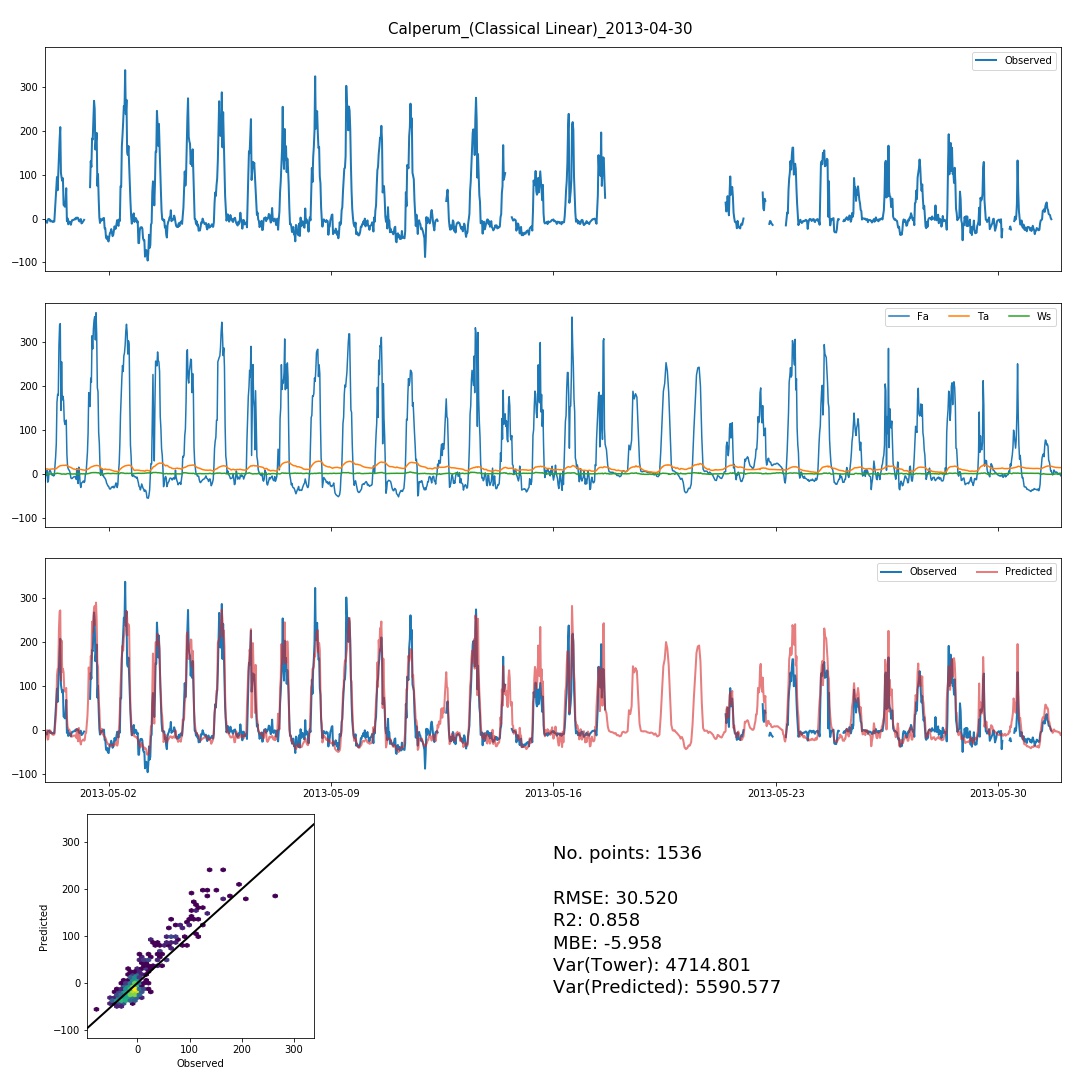 Calperum_(Classical Linear)_2013-04-30
Observed
300
200
100
0
−100
Fa Ta Ws
300
200
100
0
−100
Observed Predicted
300
200
100
0
−100
2013-05-02 2013-05-09 2013-05-16 2013-05-23 2013-05-30
300
200
100
0
−100
Predicted
0 100 200 300
Observed
No. points: 1536
RMSE: 30.520
R2: 0.858
MBE: -5.958
Var(Tower): 4714.801
Var(Predicted): 5590.577